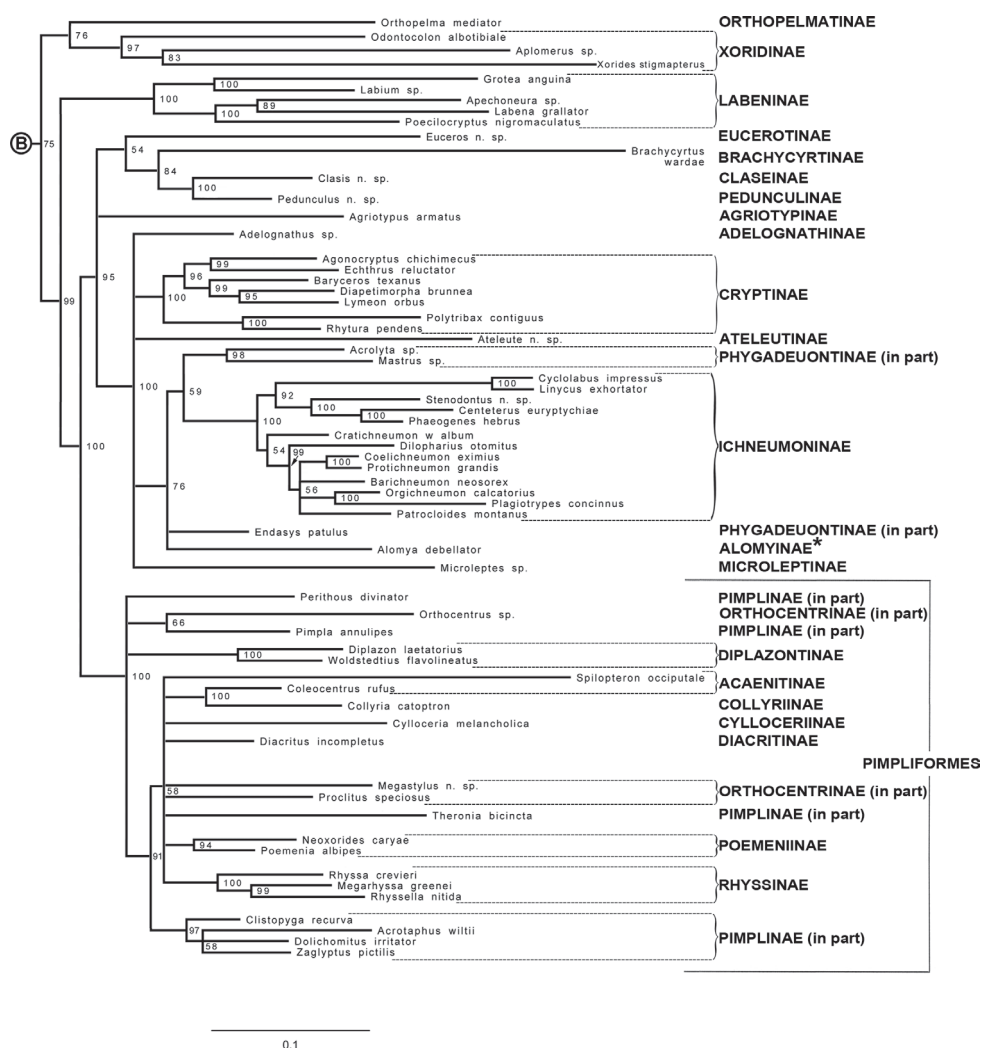 Orthopelma mediator ORTHOPELMATINAE
76
Odontocolon albotibiale
97
Aplomerus sp. XORIDINAE
83
Xorides stigmapterus
Grotea anguina
100
Labium sp.
100
Apechoneura sp. LABENINAE
89
Labena grallator
100
Poecilocryptus nigromaculatus
Euceros n. sp. EUCEROTINAE
B
75
54
Brachycyrtus wardae BRACHYCYRTINAE
84
Clasis n. sp. CLASEINAE
100
Pedunculus n. sp. PEDUNCULINAE
Agriotypus armatus AGRIOTYPINAE
Adelognathus sp. ADELOGNATHINAE
Agonocryptus chichimecus
99
Echthrus reluctator
95
96
Baryceros texanus
99
Diapetimorpha brunnea
100
95
CRYPTINAE
Lymeon orbus
99
Polytribax contiguus
100
Rhytura pendens
Ateleute n. sp. ATELEUTINAE
Acrolyta sp.
98
PHYGADEUONTINAE (in part)
Mastrus sp.
Cyclolabus impressus
100
Linycus exhortator
100
59
92
Stenodontus n. sp.
100
Centeterus euryptychiae
100
Phaeogenes hebrus
100
Cratichneumon w album
100
54
99
Dilopharius otomitus
ICHNEUMONINAE
Coelichneumon eximius
100
Protichneumon grandis
76
Barichneumon neosorex
56
Orgichneumon calcatorius
100
Plagiotrypes concinnus
Patrocloides montanus
Endasys patulus PHYGADEUONTINAE (in part)
Alomya debellator ALOMYINAE*
Microleptes sp. MICROLEPTINAE
Perithous divinator PIMPLINAE (in part)
Orthocentrus sp. ORTHOCENTRINAE (in part)
66
Pimpla annulipes PIMPLINAE (in part)
Diplazon laetatorius
100
DIPLAZONTINAE
Woldstedtius flavolineatus
100
Spilopteron occiputale
ACAENITINAE
Coleocentrus rufus
100
Collyria catoptron COLLYRIINAE
Cylloceria melancholica CYLLOCERIINAE
Diacritus incompletus DIACRITINAE
PIMPLIFORMES
Megastylus n. sp.
58
ORTHOCENTRINAE (in part)
Proclitus speciosus
Theronia bicincta PIMPLINAE (in part)
Neoxorides caryae
94
POEMENIINAE
Poemenia albipes
91
Rhyssa crevieri
100
Megarhyssa greenei RHYSSINAE
99
Rhyssella nitida
Clistopyga recurva
97
Acrotaphus wiltii
Dolichomitus irritator PIMPLINAE (in part)
58
Zaglyptus pictilis
0.1